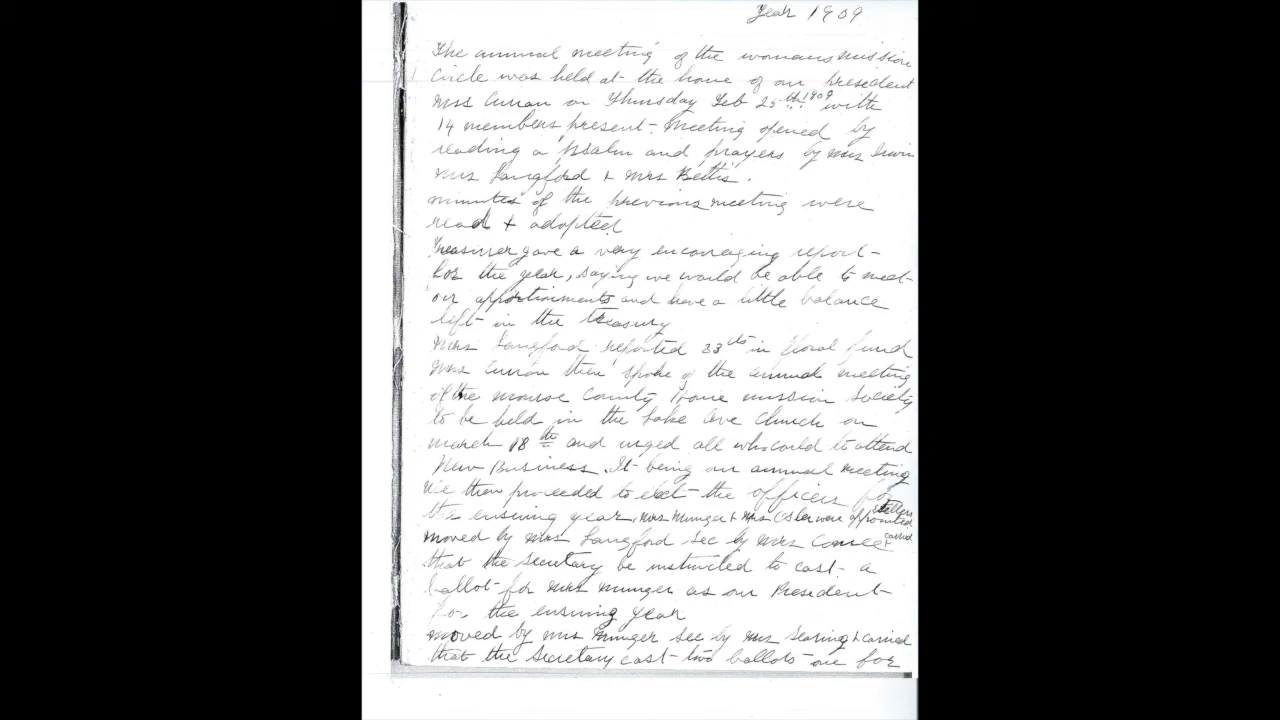 Year 1909
The annual meeting of the womans mission
Circle was held at the home of our president
Mrs Curran on Thursday Feb 25th 1909 with
14 members present. Meeting opened by
reading a psalm and prayers by Mrs Irwin
Mrs Langford & Mrs Bettis.
minutes of the previous meeting were
read & adopted
Treasurer gave a very encouraging report
for the year, saying we would be able to meet
our apportionments and have a little balance
left in the treasury
Mrs Langford reported 33cts in floral fund
Mrs Curran then spoke of the annual meeting
of the Monroe County Home mission Society
to be held in the Lake Ave Church on
march 18th and urged all who could to attend
New Business. It being our annual meeting
we then proceeded to elect the officers for
the ensuing year, Mrs Munger & Mrs Osler were appointed tellers
moved by Mrs Langford sec by Mrs & carried
that the Secretary be instructed to cast a
ballot for Mrs Munger as our President
for the ensuing year
moved by Mrs Munger sec by Mrs Searing & carried
that the Secretary cast two ballots one for